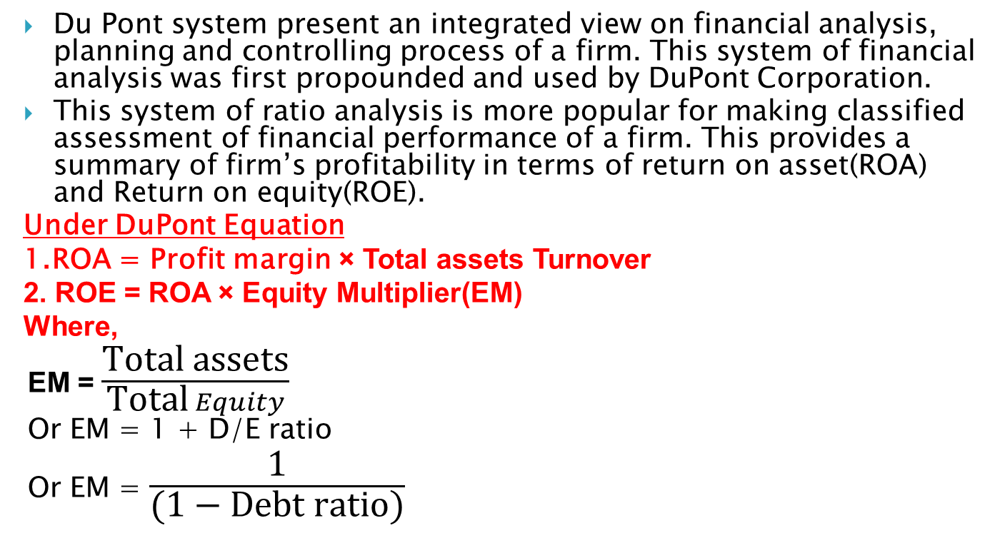 Du Pont system present an integrated view on financial analysis,
planning and controlling process of a firm. This system of financial
analysis was first propounded and used by DuPont Corporation.
This system of ratio analysis is more popular for making classified
assessment of financial performance of a firm. This provides a
summary of firm’s profitability in terms of return on asset(ROA)
and Return on equity(ROE).
Under DuPont Equation
1.ROA = Profit margin × Total assets Turnover
2. ROE = ROA × Equity Multiplier(EM)
Where,
EM = Total assets / Total Equity
Or EM = 1 + D/E ratio
Or EM = 1 / (1 − Debt ratio)